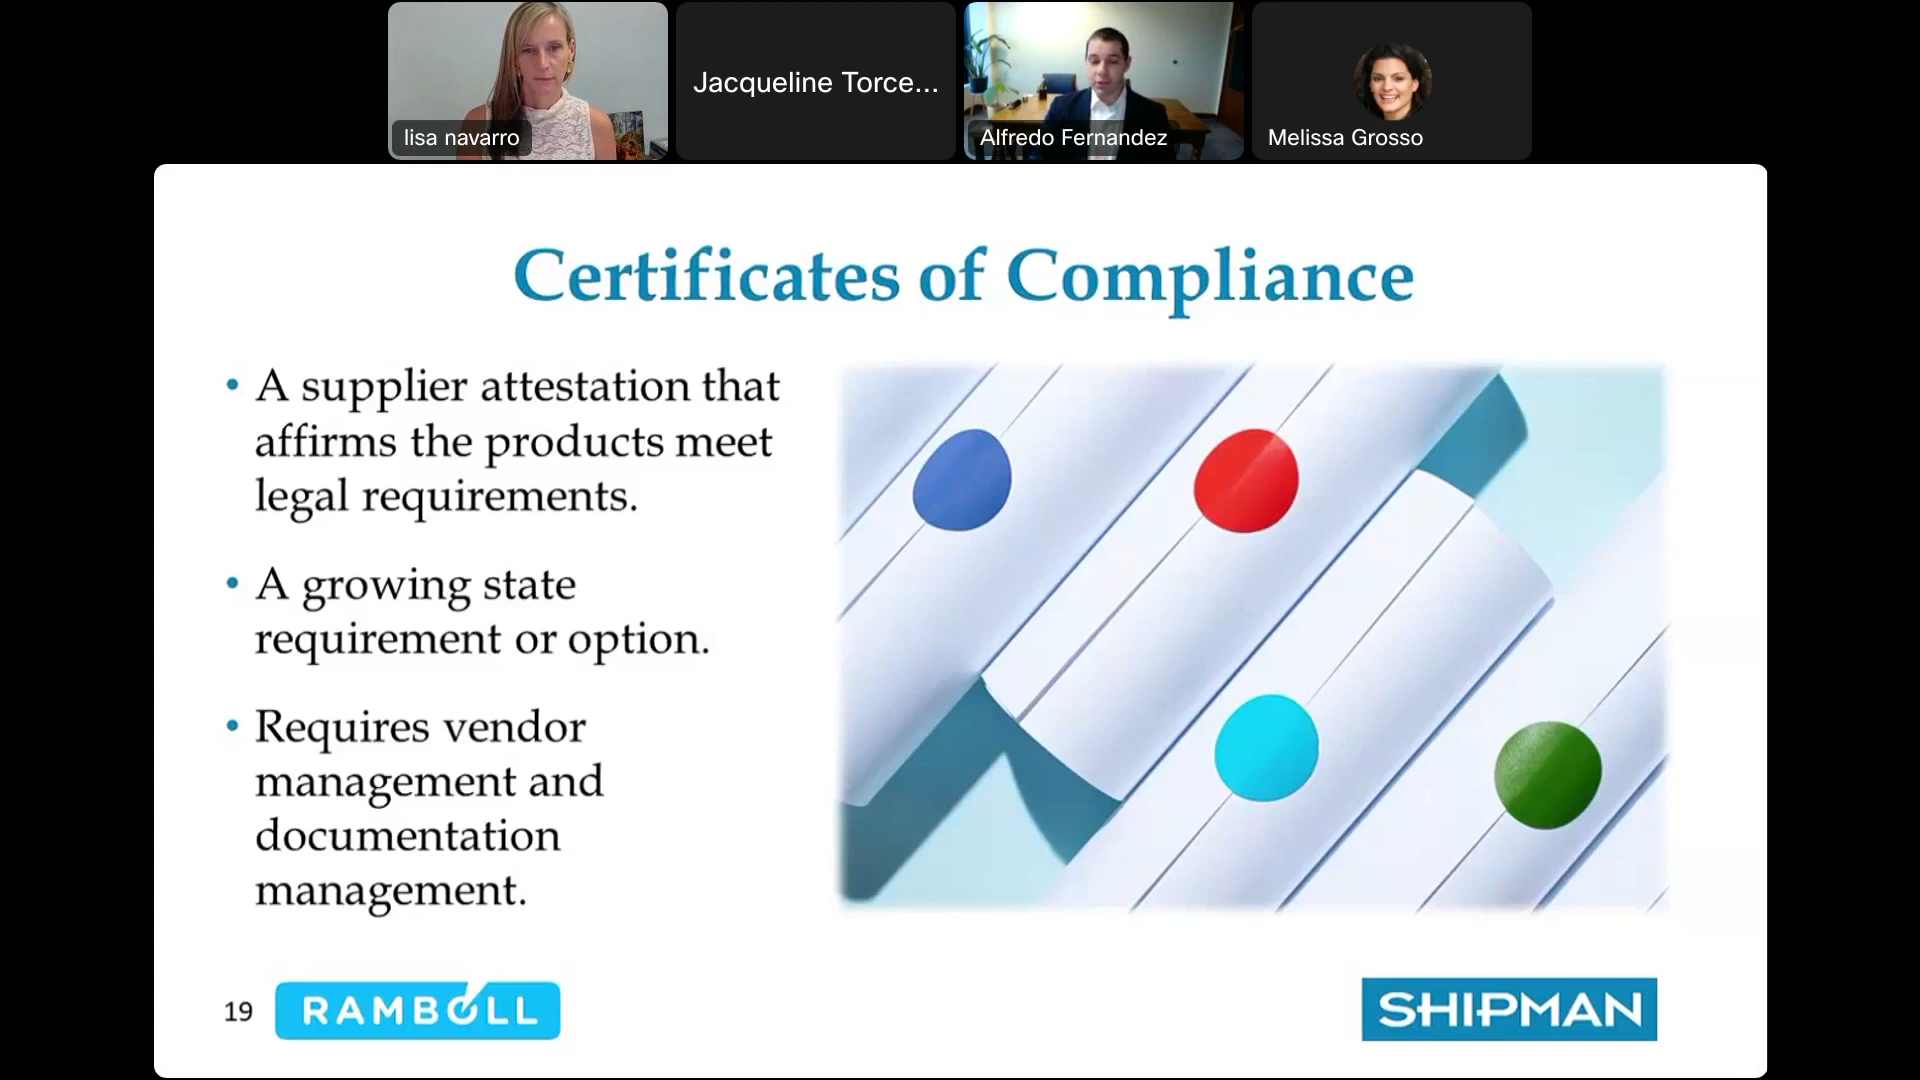 lisa navarro
Jacqueline Torce...
Alfredo Fernandez
Melissa Grosso
Certificates of Compliance
• A supplier attestation that
affirms the products meet
legal requirements.
• A growing state
requirement or option.
• Requires vendor
management and
documentation
management.
19
RAMBOLL
SHIPMAN